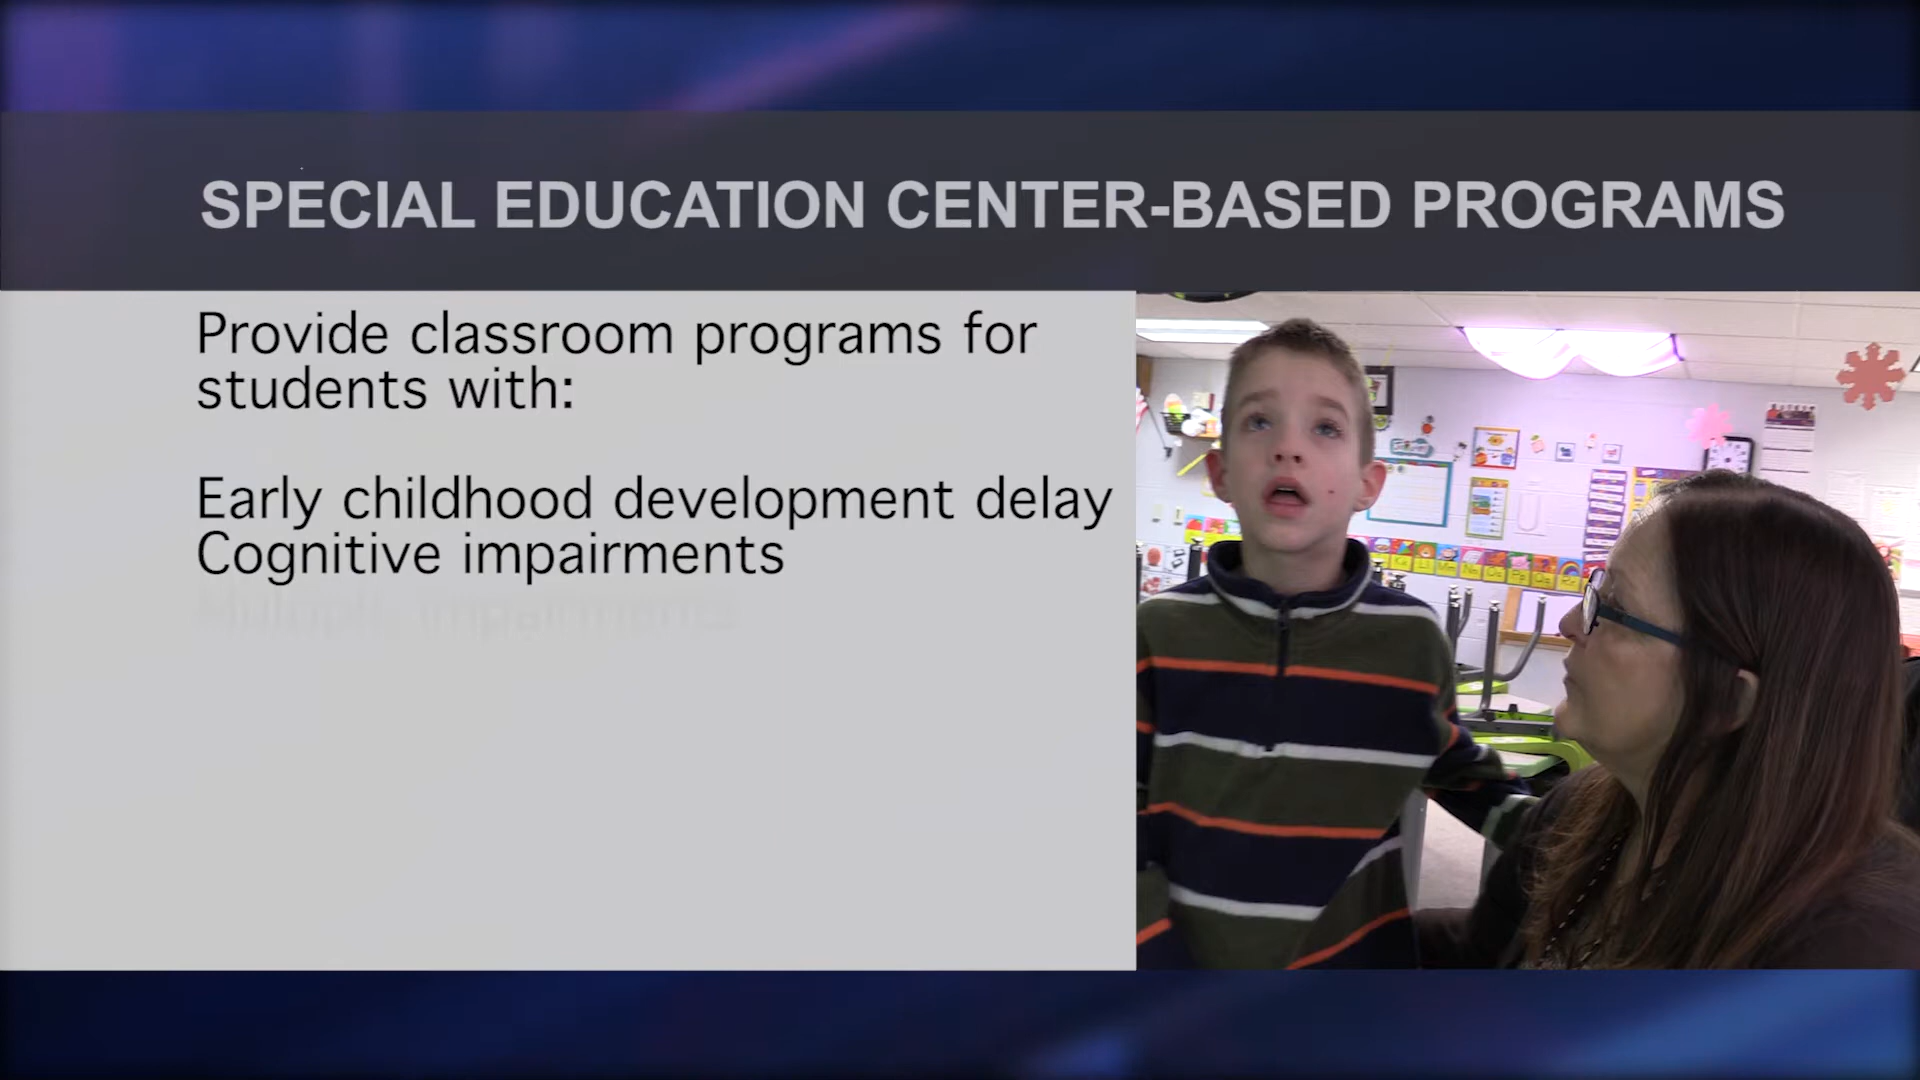 SPECIAL EDUCATION CENTER-BASED PROGRAMS
Provide classroom programs for
students with:
Early childhood development delay
Cognitive impairments